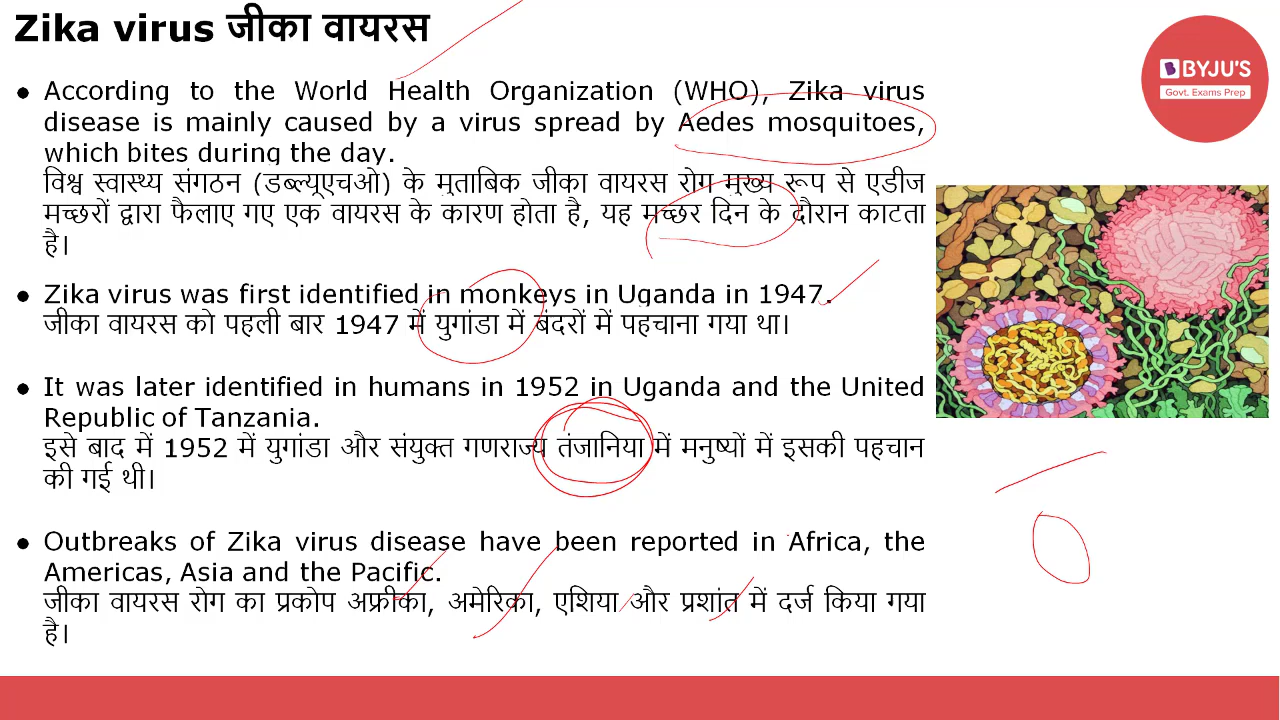 Zika virus जीका वायरस
BYJU'S
Govt. Exams Prep
● According to the World Health Organization (WHO), Zika virus
disease is mainly caused by a virus spread by Aedes mosquitoes,
which bites during the day.
विश्व स्वास्थ्य संगठन (डब्ल्यूएचओ) के मुताबिक जीका वायरस रोग मुख्य रूप से एडीज
मच्छरों द्वारा फैलाए गए एक वायरस के कारण होता है, यह मच्छर दिन के दौरान काटता
है।
● Zika virus was first identified in monkeys in Uganda in 1947.
जीका वायरस को पहली बार 1947 में युगांडा में बंदरों में पहचाना गया था।
● It was later identified in humans in 1952 in Uganda and the United
Republic of Tanzania.
इसे बाद में 1952 में युगांडा और संयुक्त गणराज्य तंजानिया में मनुष्यों में इसकी पहचान
की गई थी।
● Outbreaks of Zika virus disease have been reported in Africa, the
Americas, Asia and the Pacific.
जीका वायरस रोग का प्रकोप अफ्रीका, अमेरिका, एशिया और प्रशांत में दर्ज किया गया
है।